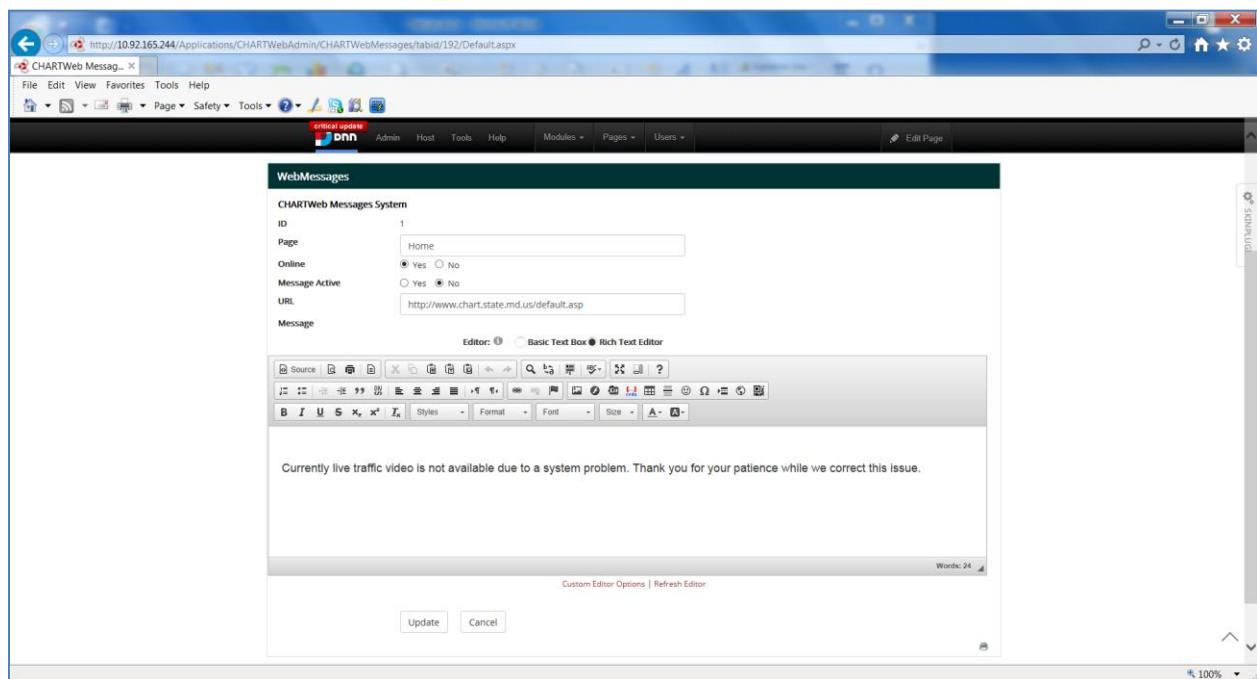 http://10.92.165.244/Applications/CHARTWebAdmin/CHARTWebMessages/tabid/192/Default.aspx
CHARTWeb Messag... ×
File Edit View Favorites Tools Help
Page Safety Tools
critical update
DNN Admin Host Tools Help Modules Pages Users Edit Page
SKINPLUGI
WebMessages
CHARTWeb Messages System
ID 1
Page Home
Online Yes No
Message Active Yes No
URL http://www.chart.state.md.us/default.asp
Message
Editor: Basic Text Box Rich Text Editor
Source ?
B I U S x₂ x² Tx Styles Format Font Size A A
Currently live traffic video is not available due to a system problem. Thank you for your patience while we correct this issue.
Words: 24
Custom Editor Options | Refresh Editor
Update Cancel
100%